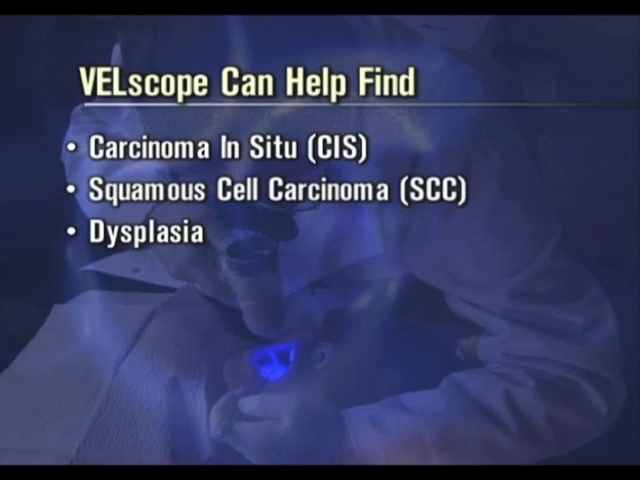 VELscope Can Help Find
• Carcinoma In Situ (CIS)
• Squamous Cell Carcinoma (SCC)
• Dysplasia